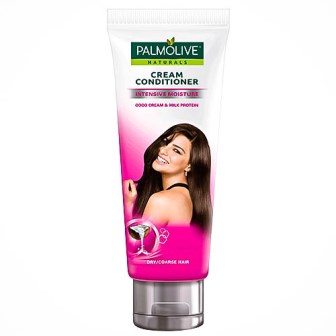 PALMOLIVE
NATURALS
CREAM
CONDITIONER
INTENSIVE MOISTURE
COCO CREAM & MILK PROTEIN
DRY/COARSE HAIR